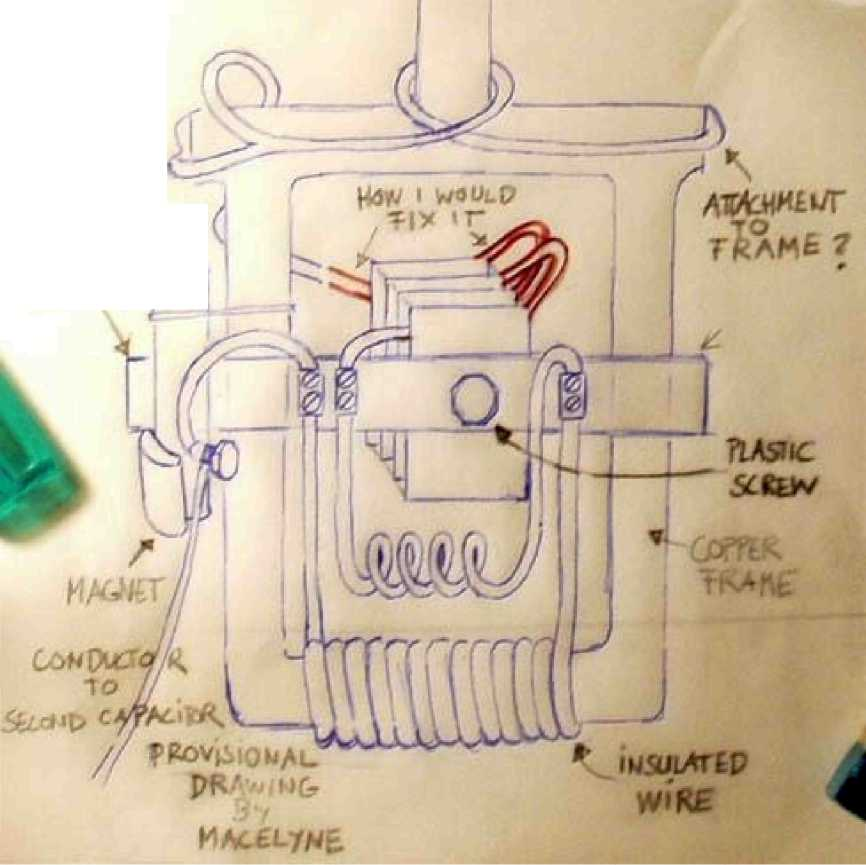 HOW I WOULD
FIX IT
ATTACHMENT
TO
FRAME?
PLASTIC
SCREW
COPPER
FRAME
MAGNET
CONDUCTOR
TO
SECOND CAPACITOR
PROVISIONAL
DRAWING
BY
MACELYNE
INSULATED
WIRE